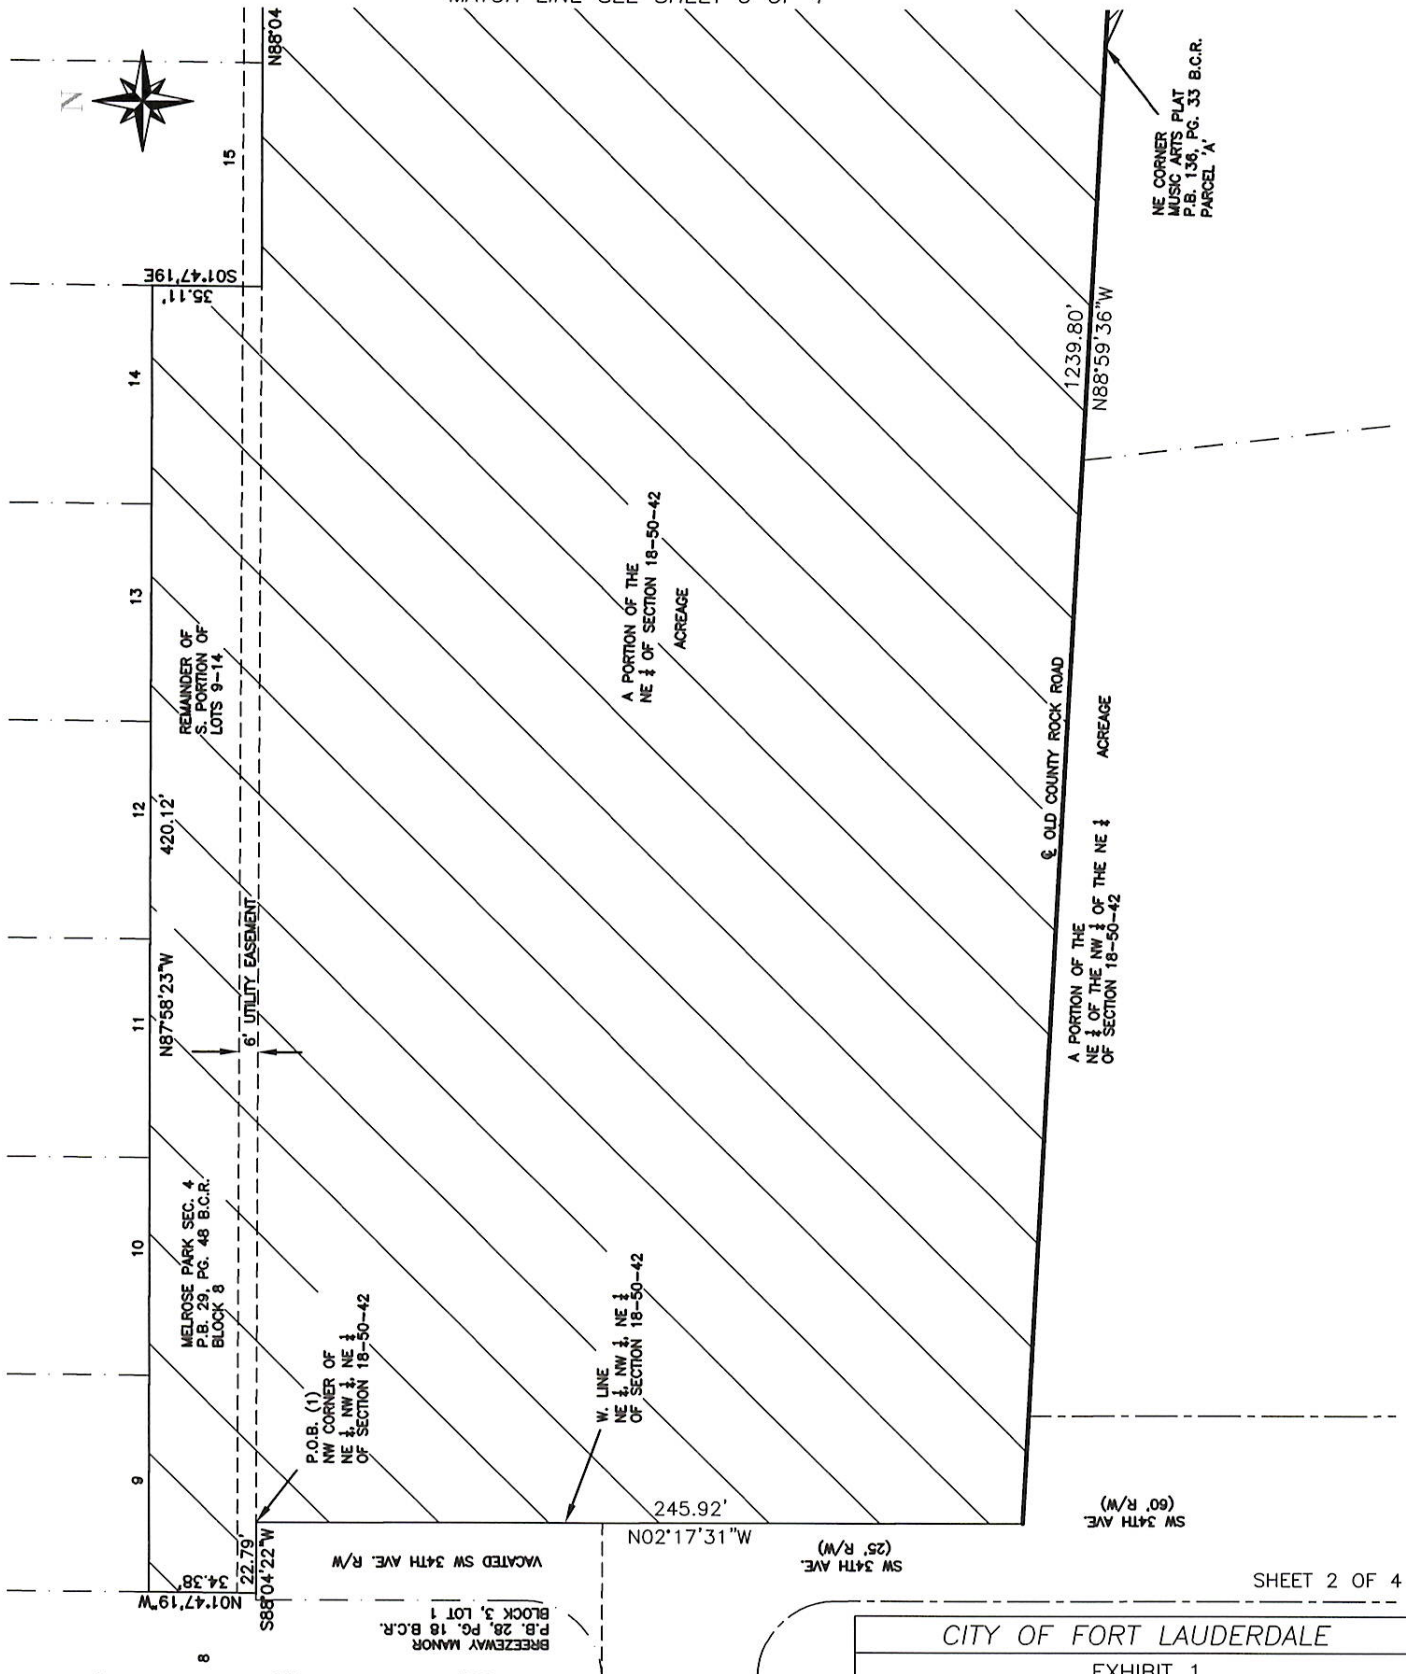 MATCH LINE SEE SHEET 3 OF 4
N
N88°04
15
NE CORNER
MUSIC ARTS PLAT
P.B. 136, PG. 33 B.C.R.
PARCEL 'A'
S01°47'19E
35.11'
14
1239.80'
N88°59'36"W
13
REMAINDER OF
S. PORTION OF
LOTS 9-14
A PORTION OF THE
NE ¼ OF SECTION 18-50-42
ACREAGE
12
420.12'
℄ OLD COUNTY ROCK ROAD
A PORTION OF THE
NE ¼ OF THE NW ¼ OF THE NE ¼
OF SECTION 18-50-42
ACREAGE
11
N87°58'23"W
6' UTILITY EASEMENT
10
MELROSE PARK SEC. 4
P.B. 29, PG. 48 B.C.R.
BLOCK 8
P.O.B. (1)
NW CORNER OF
NE ¼, NW ¼, NE ¼
OF SECTION 18-50-42
W. LINE
NE ¼, NW ¼, NE ¼
OF SECTION 18-50-42
9
245.92'
N02°17'31"W
22.79'
S88°04'22"W
34.38'
N01°47'19"W
VACATED SW 34TH AVE. R/W
SW 34TH AVE.
(25' R/W)
SW 34TH AVE.
(60' R/W)
BREEZEWAY MANOR
P.B. 28, PG. 18 B.C.R.
BLOCK 3, LOT 1
8
SHEET 2 OF 4
CITY OF FORT LAUDERDALE
EXHIBIT 1